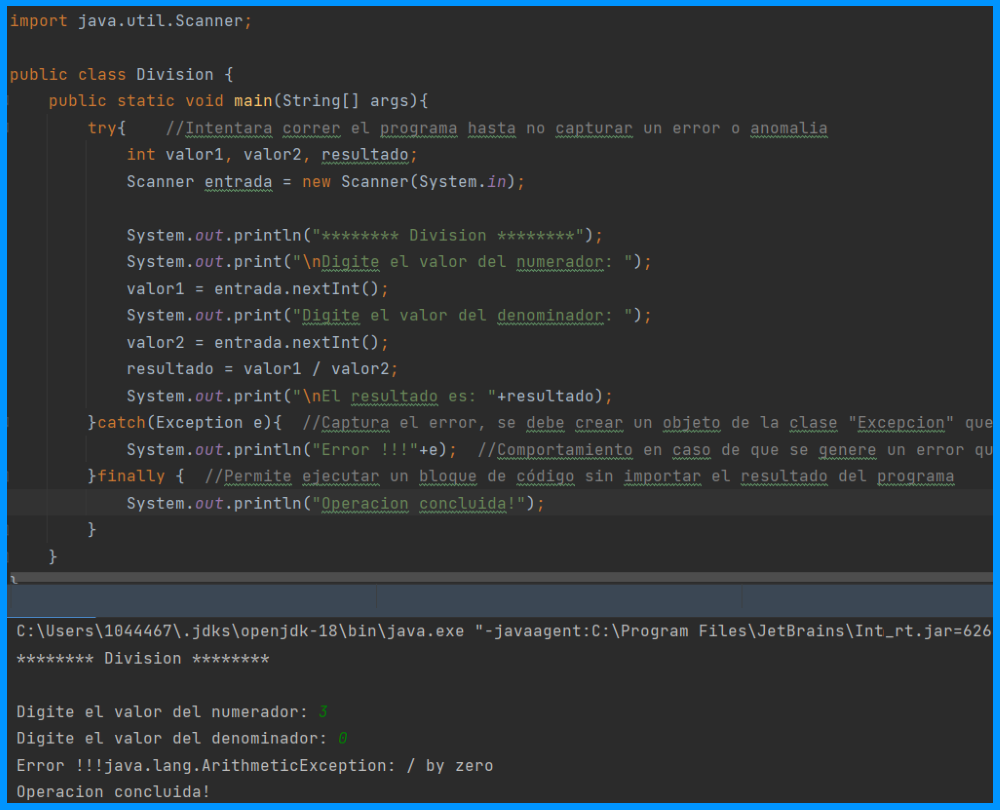 import java.util.Scanner;
public class Division {
public static void main(String[] args){
try{    //Intentara correr el programa hasta no capturar un error o anomalia
int valor1, valor2, resultado;
Scanner entrada = new Scanner(System.in);
System.out.println("******** Division ********");
System.out.print("\nDigite el valor del numerador: ");
valor1 = entrada.nextInt();
System.out.print("Digite el valor del denominador: ");
valor2 = entrada.nextInt();
resultado = valor1 / valor2;
System.out.print("\nEl resultado es: "+resultado);
}catch(Exception e){  //Captura el error, se debe crear un objeto de la clase "Excepcion" que
System.out.println("Error !!!"+e);  //Comportamiento en caso de que se genere un error qu
}finally {  //Permite ejecutar un bloque de código sin importar el resultado del programa
System.out.println("Operacion concluida!");
}
}
}
C:\Users\1044467\.jdks\openjdk-18\bin\java.exe "-javaagent:C:\Program Files\JetBrains\Int_rt.jar=626
******** Division ********
Digite el valor del numerador: 3
Digite el valor del denominador: 0
Error !!!java.lang.ArithmeticException: / by zero
Operacion concluida!